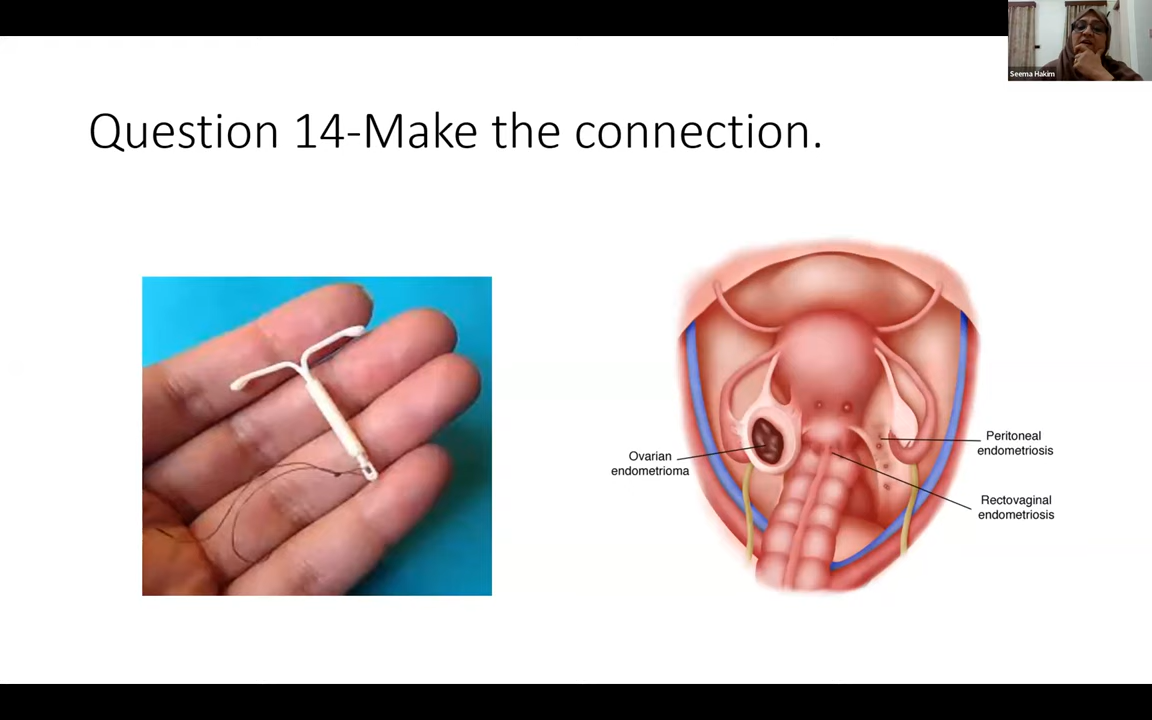 Seema Hakim
Question 14-Make the connection.
Peritoneal
endometriosis
Ovarian
endometrioma
Rectovaginal
endometriosis